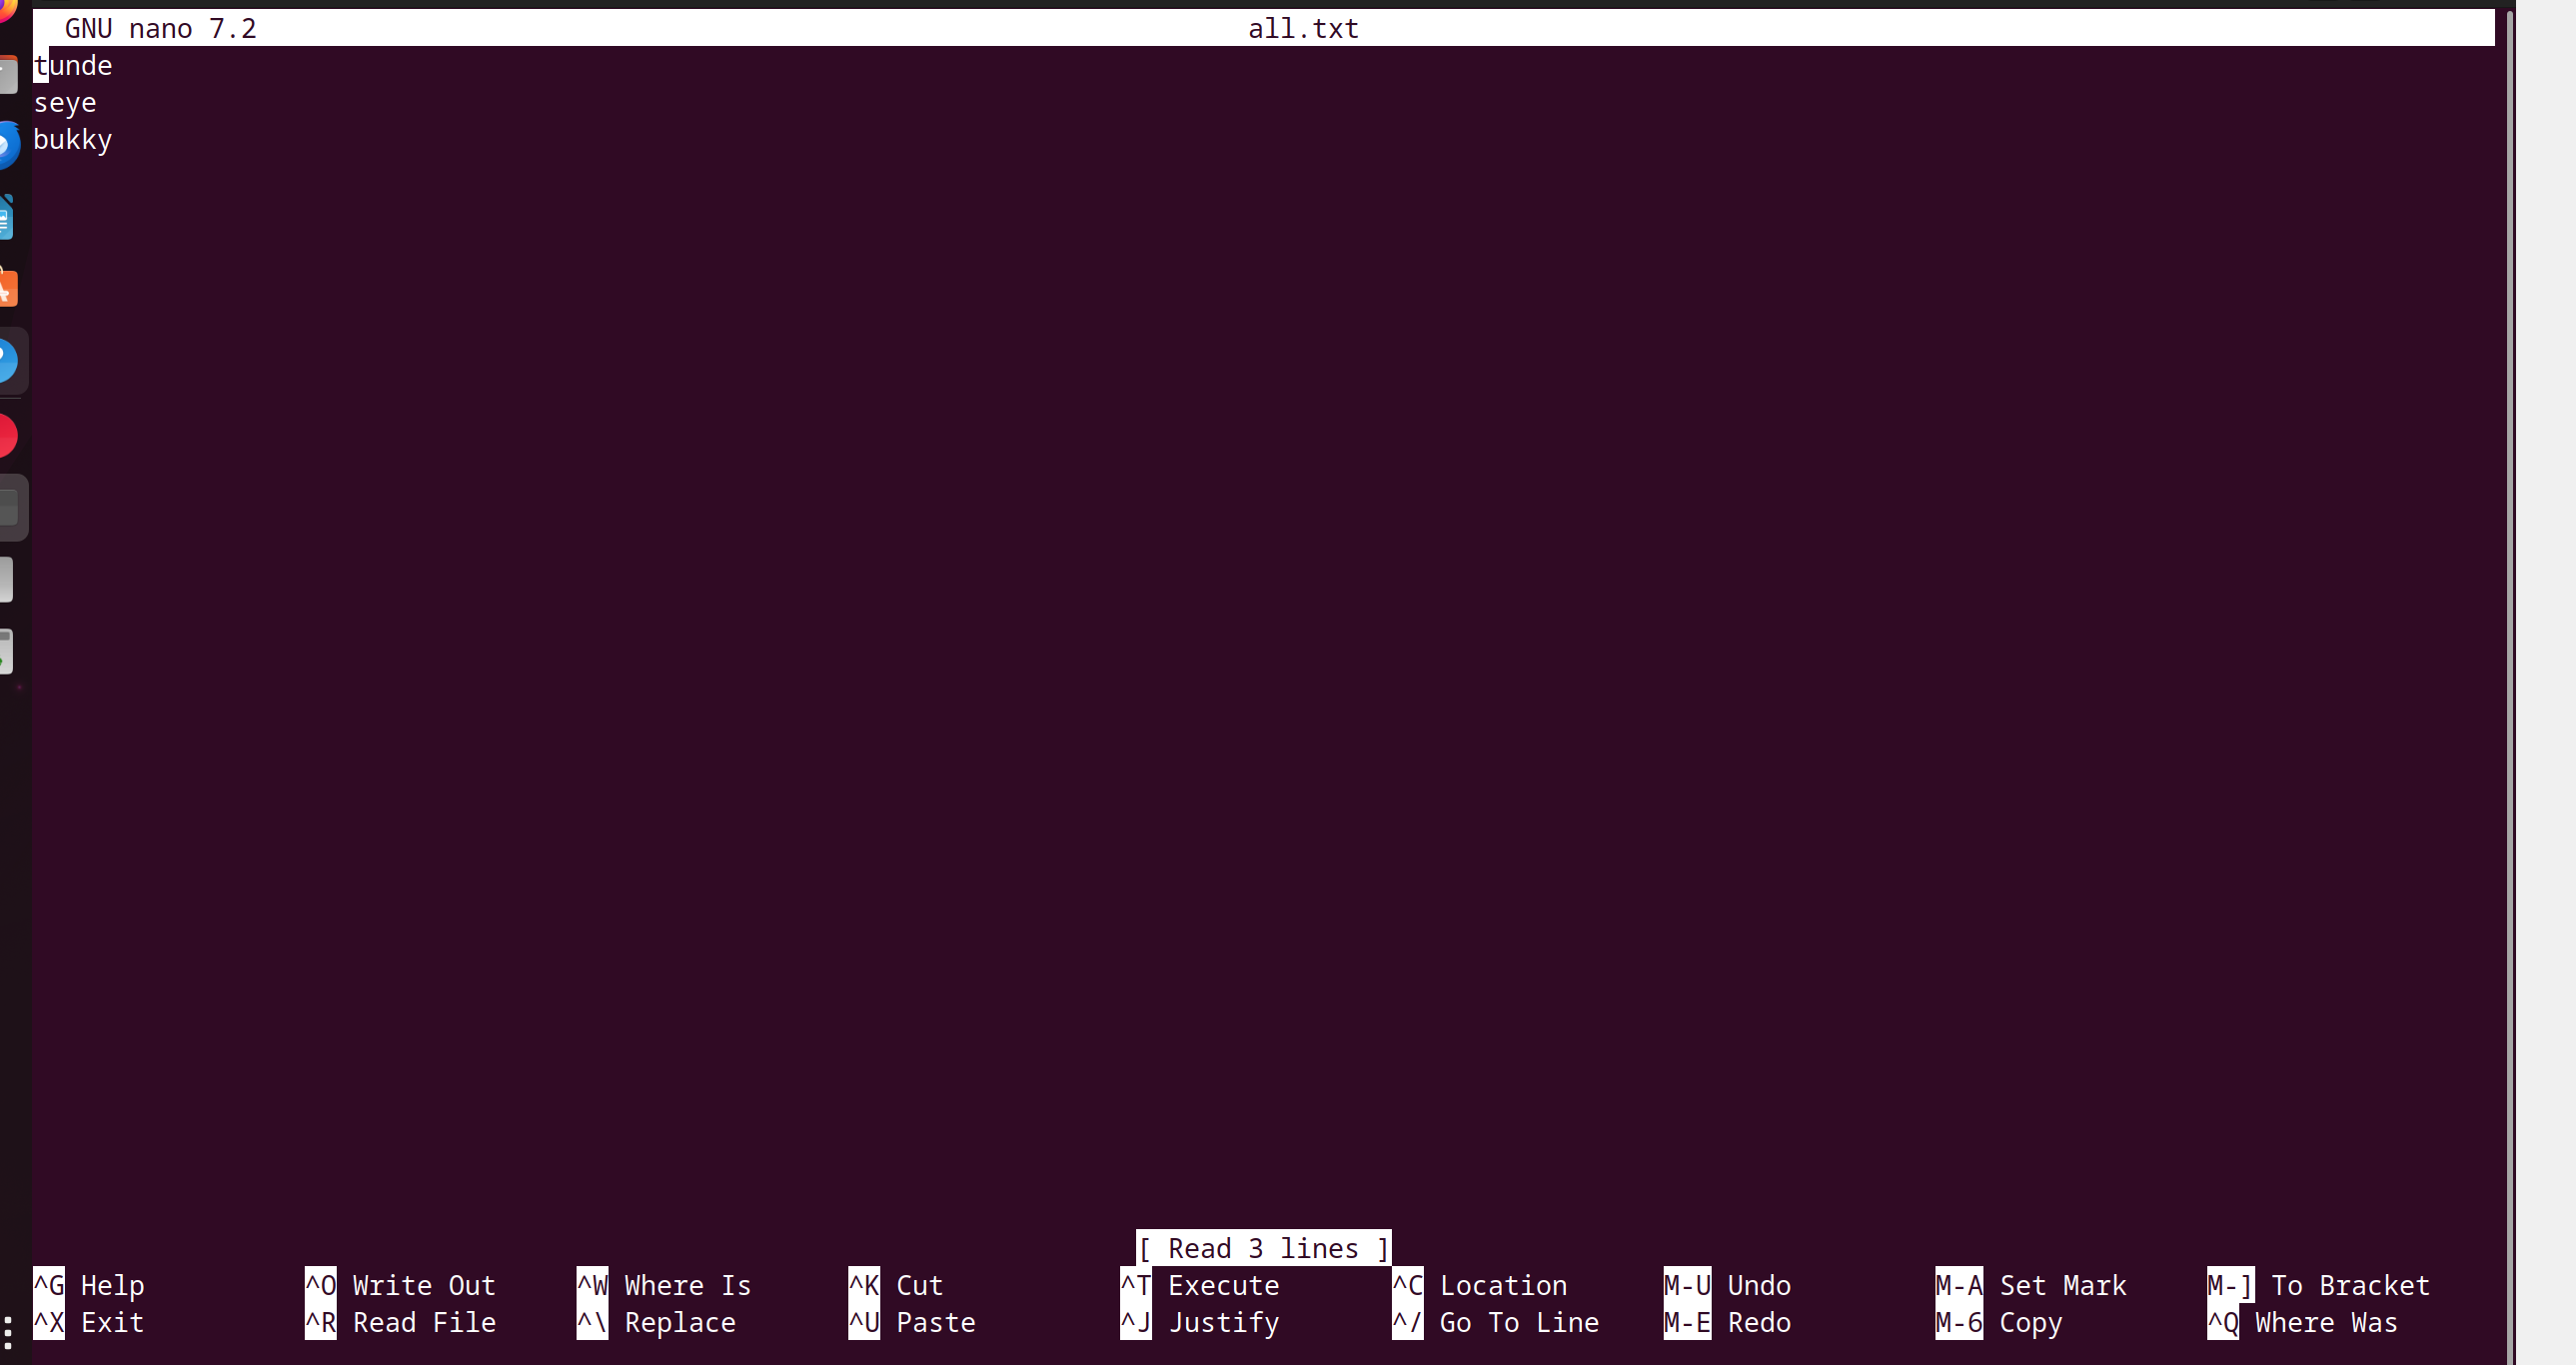 GNU nano 7.2 all.txt
tunde
seye
bukky
[ Read 3 lines ]
^G Help ^O Write Out ^W Where Is ^K Cut ^T Execute ^C Location M-U Undo M-A Set Mark M-] To Bracket
^X Exit ^R Read File ^\ Replace ^U Paste ^J Justify ^/ Go To Line M-E Redo M-6 Copy ^Q Where Was